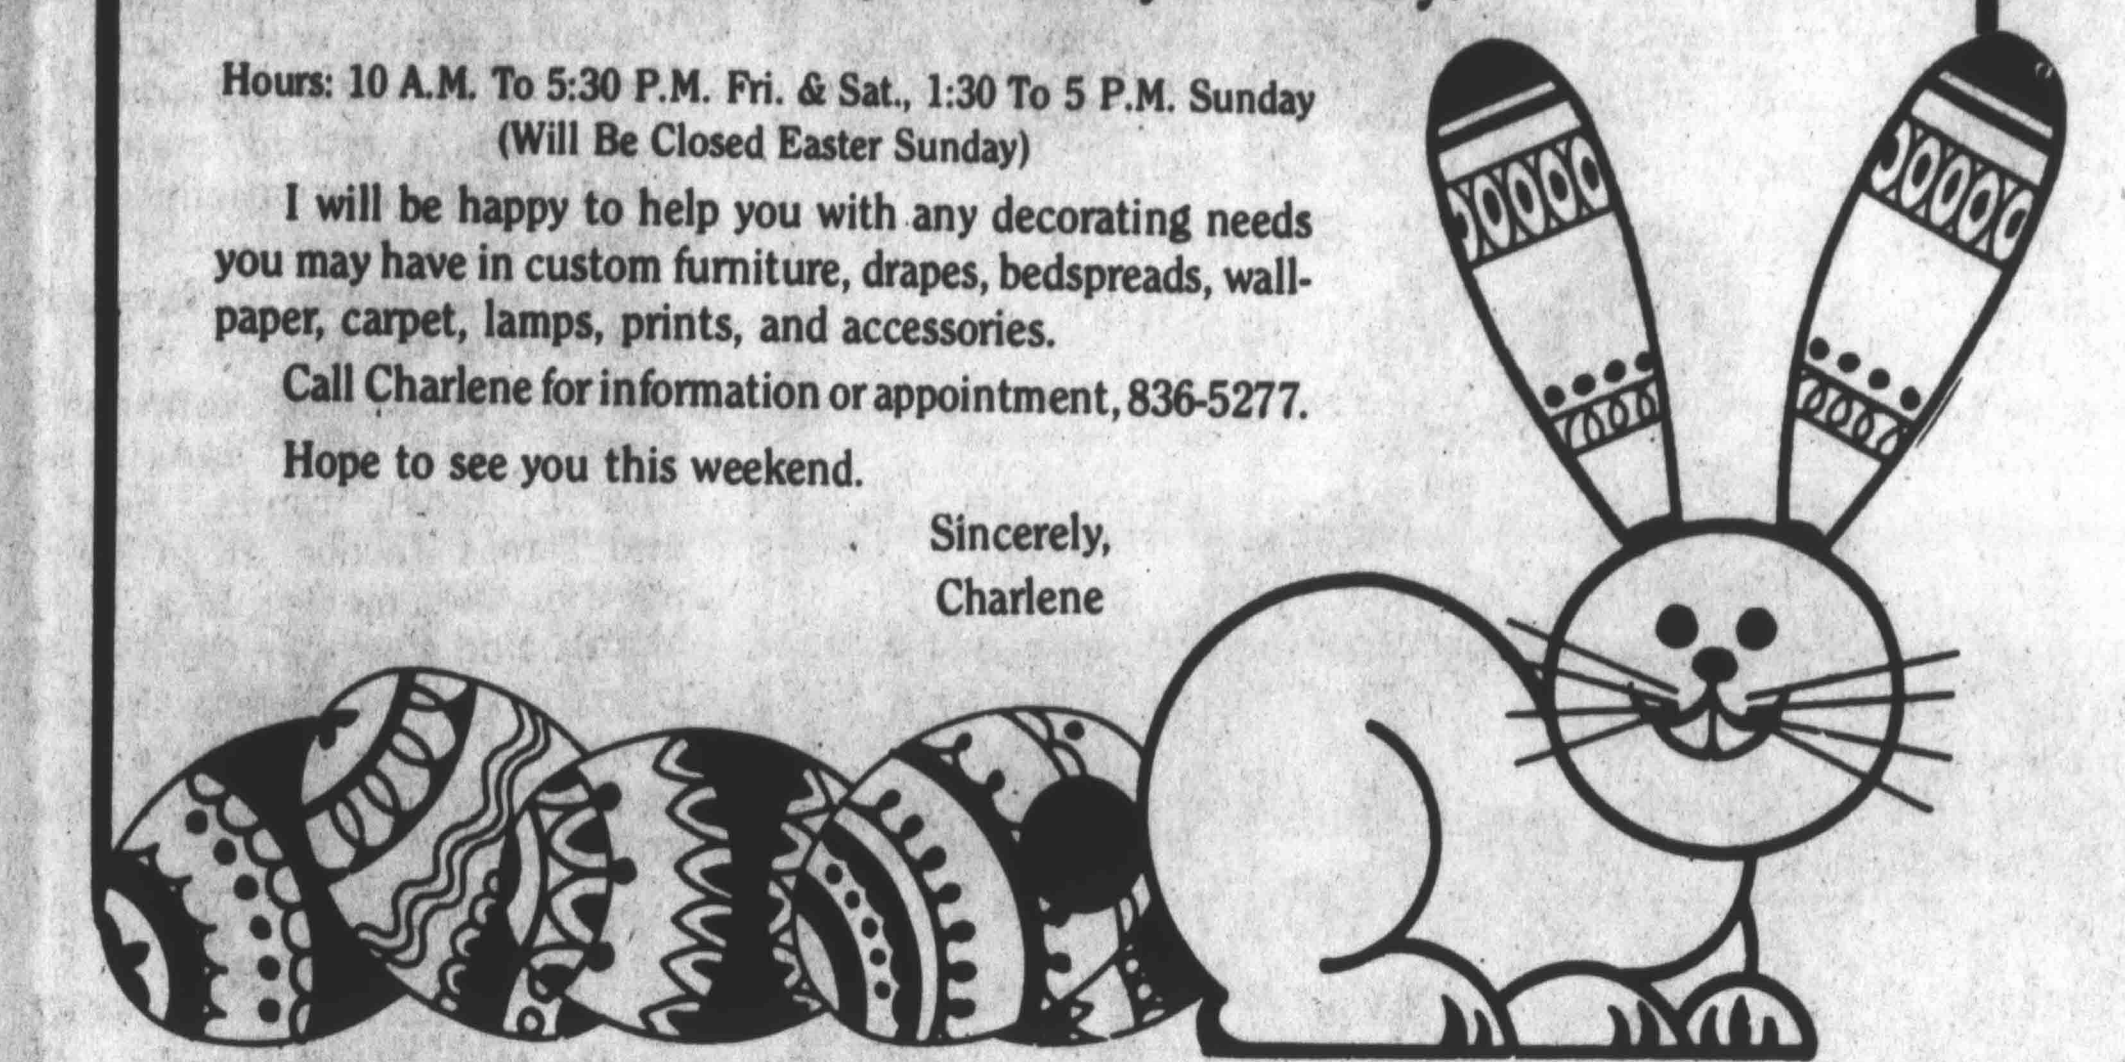 Hours: 10 A.M. To 5:30 P.M. Fri. & Sat., 1:30 To 5 P.M. Sunday
(Will Be Closed Easter Sunday)
I will be happy to help you with any decorating needs
you may have in custom furniture, drapes, bedspreads, wall-
paper, carpet, lamps, prints, and accessories.
Call Charlene for information or appointment, 836-5277.
Hope to see you this weekend.
Sincerely,
Charlene